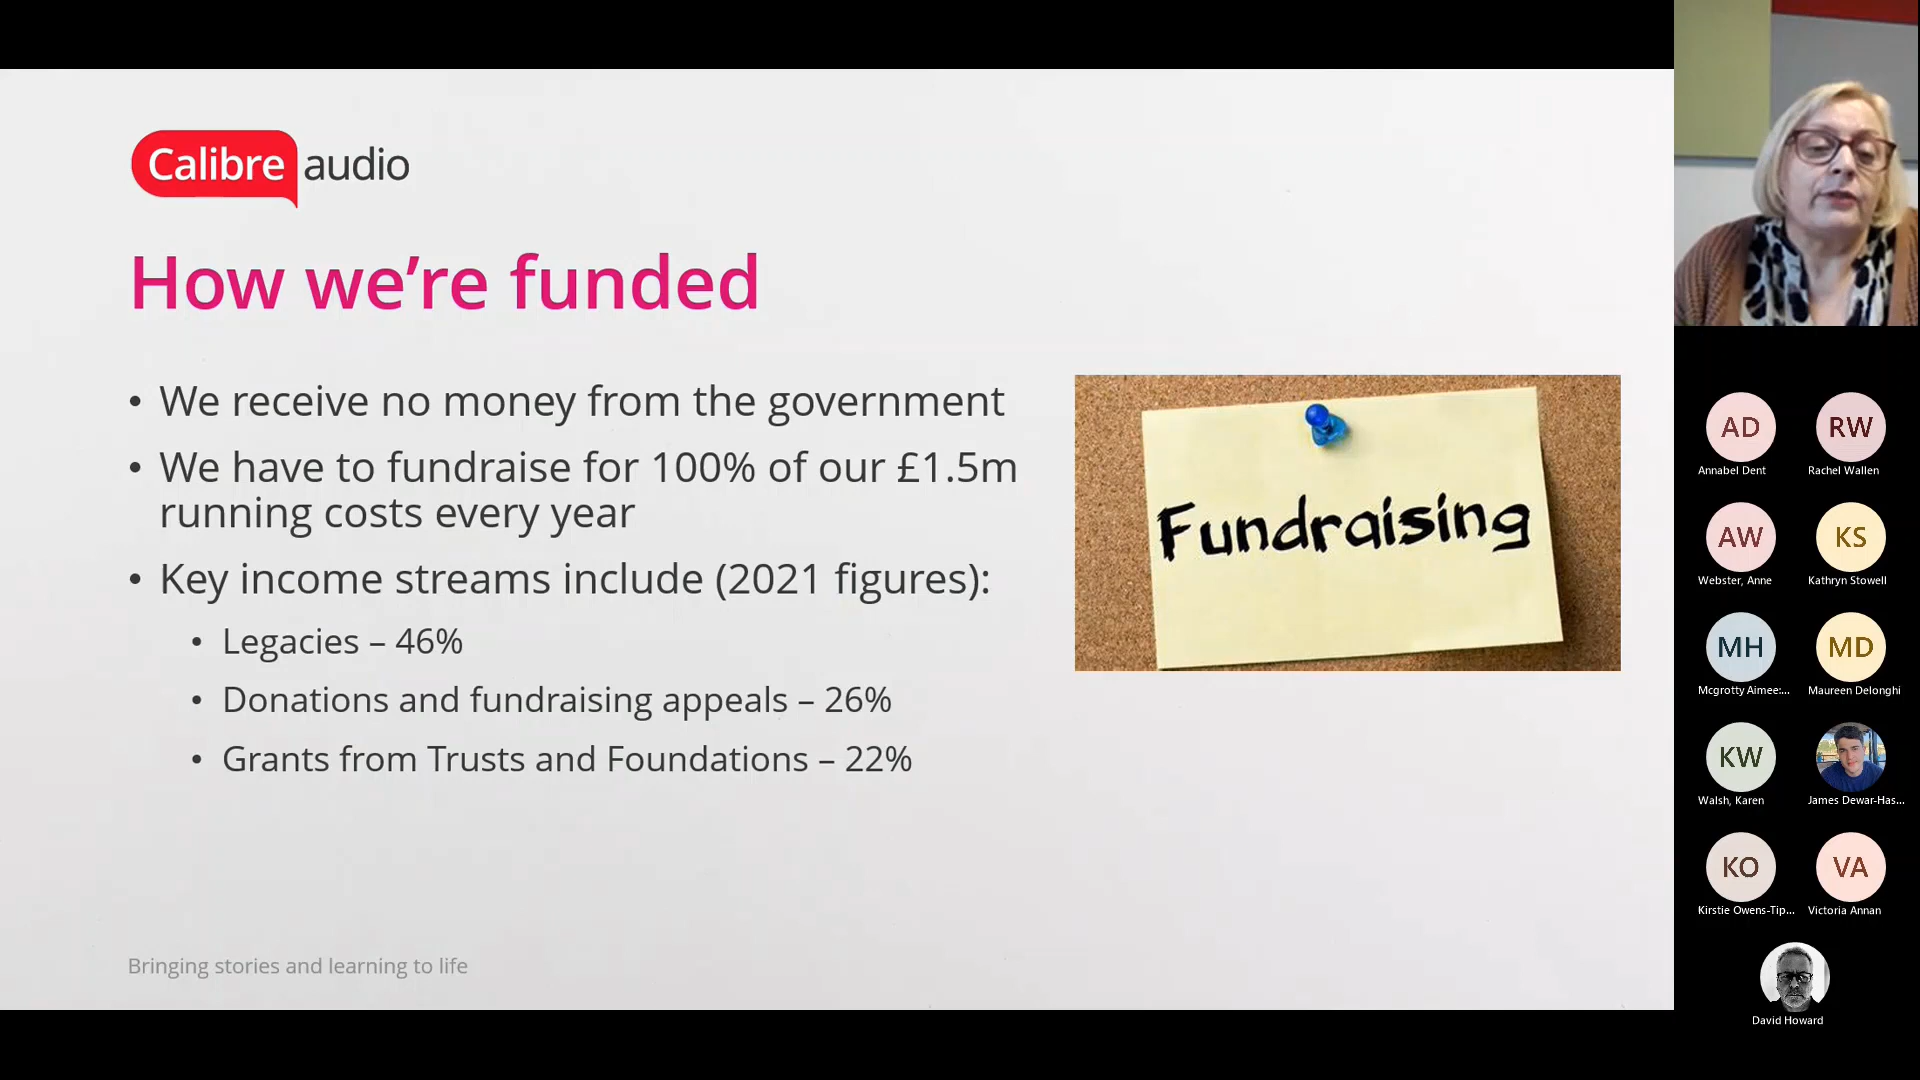 Calibre audio
How we’re funded
• We receive no money from the government
• We have to fundraise for 100% of our £1.5m
running costs every year
• Key income streams include (2021 figures):
• Legacies – 46%
• Donations and fundraising appeals – 26%
• Grants from Trusts and Foundations – 22%
Fundraising
Bringing stories and learning to life
AD RW
Annabel Dent Rachel Wallen
AW KS
Webster, Anne Kathryn Stowell
MH MD
Mcgrotty Aimee:... Maureen Delonghi
KW
Walsh, Karen James Dewar-Has...
KO VA
Kirstie Owens-Tip... Victoria Annan
David Howard